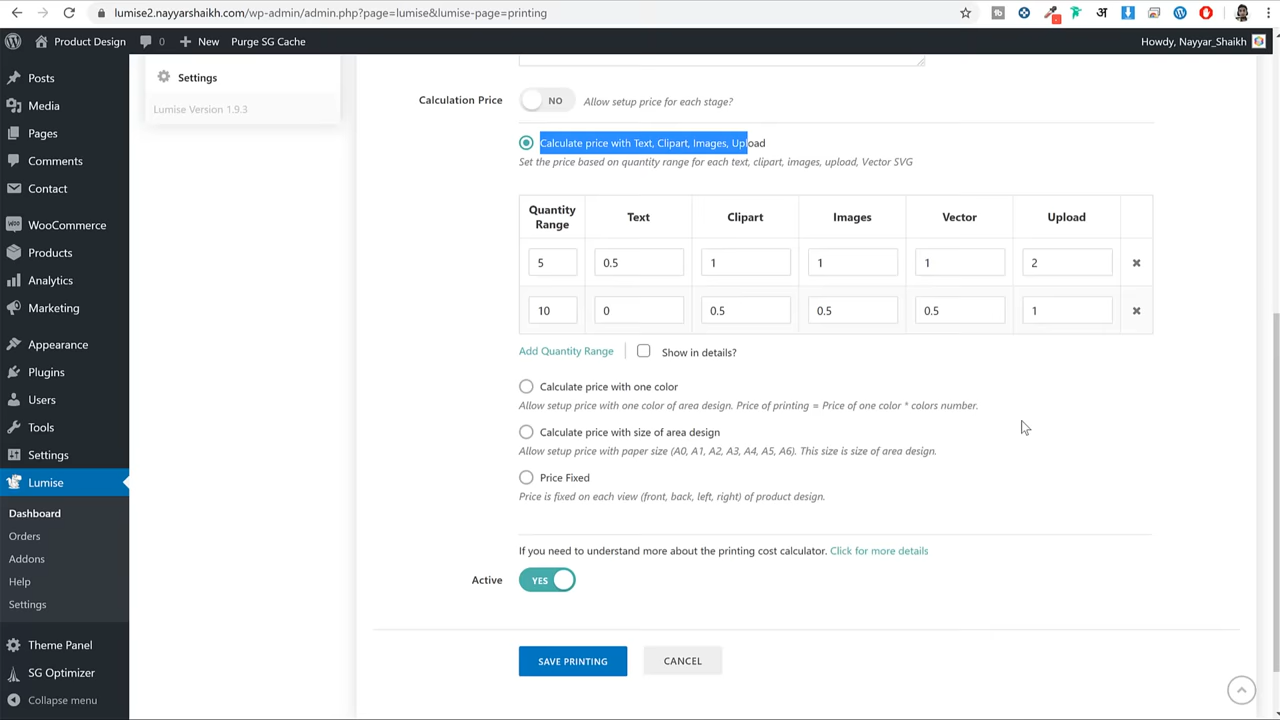 lumise2.nayyarshaikh.com/wp-admin/admin.php?page=lumise&lumise-page=printing
Product Design
0
New
Purge SG Cache
Howdy, Nayyar_Shaikh
Posts
Media
Pages
Comments
Contact
WooCommerce
Products
Analytics
Marketing
Appearance
Plugins
Users
Tools
Settings
Lumise
Dashboard
Orders
Addons
Help
Settings
Theme Panel
SG Optimizer
Collapse menu
Settings
Lumise Version 1.9.3
Calculation Price NO Allow setup price for each stage?
Calculate price with Text, Clipart, Images, Upload
Set the price based on quantity range for each text, clipart, images, upload, Vector SVG
Quantity Range Text Clipart Images Vector Upload
5 0.5 1 1 1 2
10 0 0.5 0.5 0.5 1
Add Quantity Range Show in details?
Calculate price with one color
Allow setup price with one color of area design. Price of printing = Price of one color * colors number.
Calculate price with size of area design
Allow setup price with paper size (A0, A1, A2, A3, A4, A5, A6). This size is size of area design.
Price Fixed
Price is fixed on each view (front, back, left, right) of product design.
If you need to understand more about the printing cost calculator. Click for more details
Active YES
SAVE PRINTING CANCEL